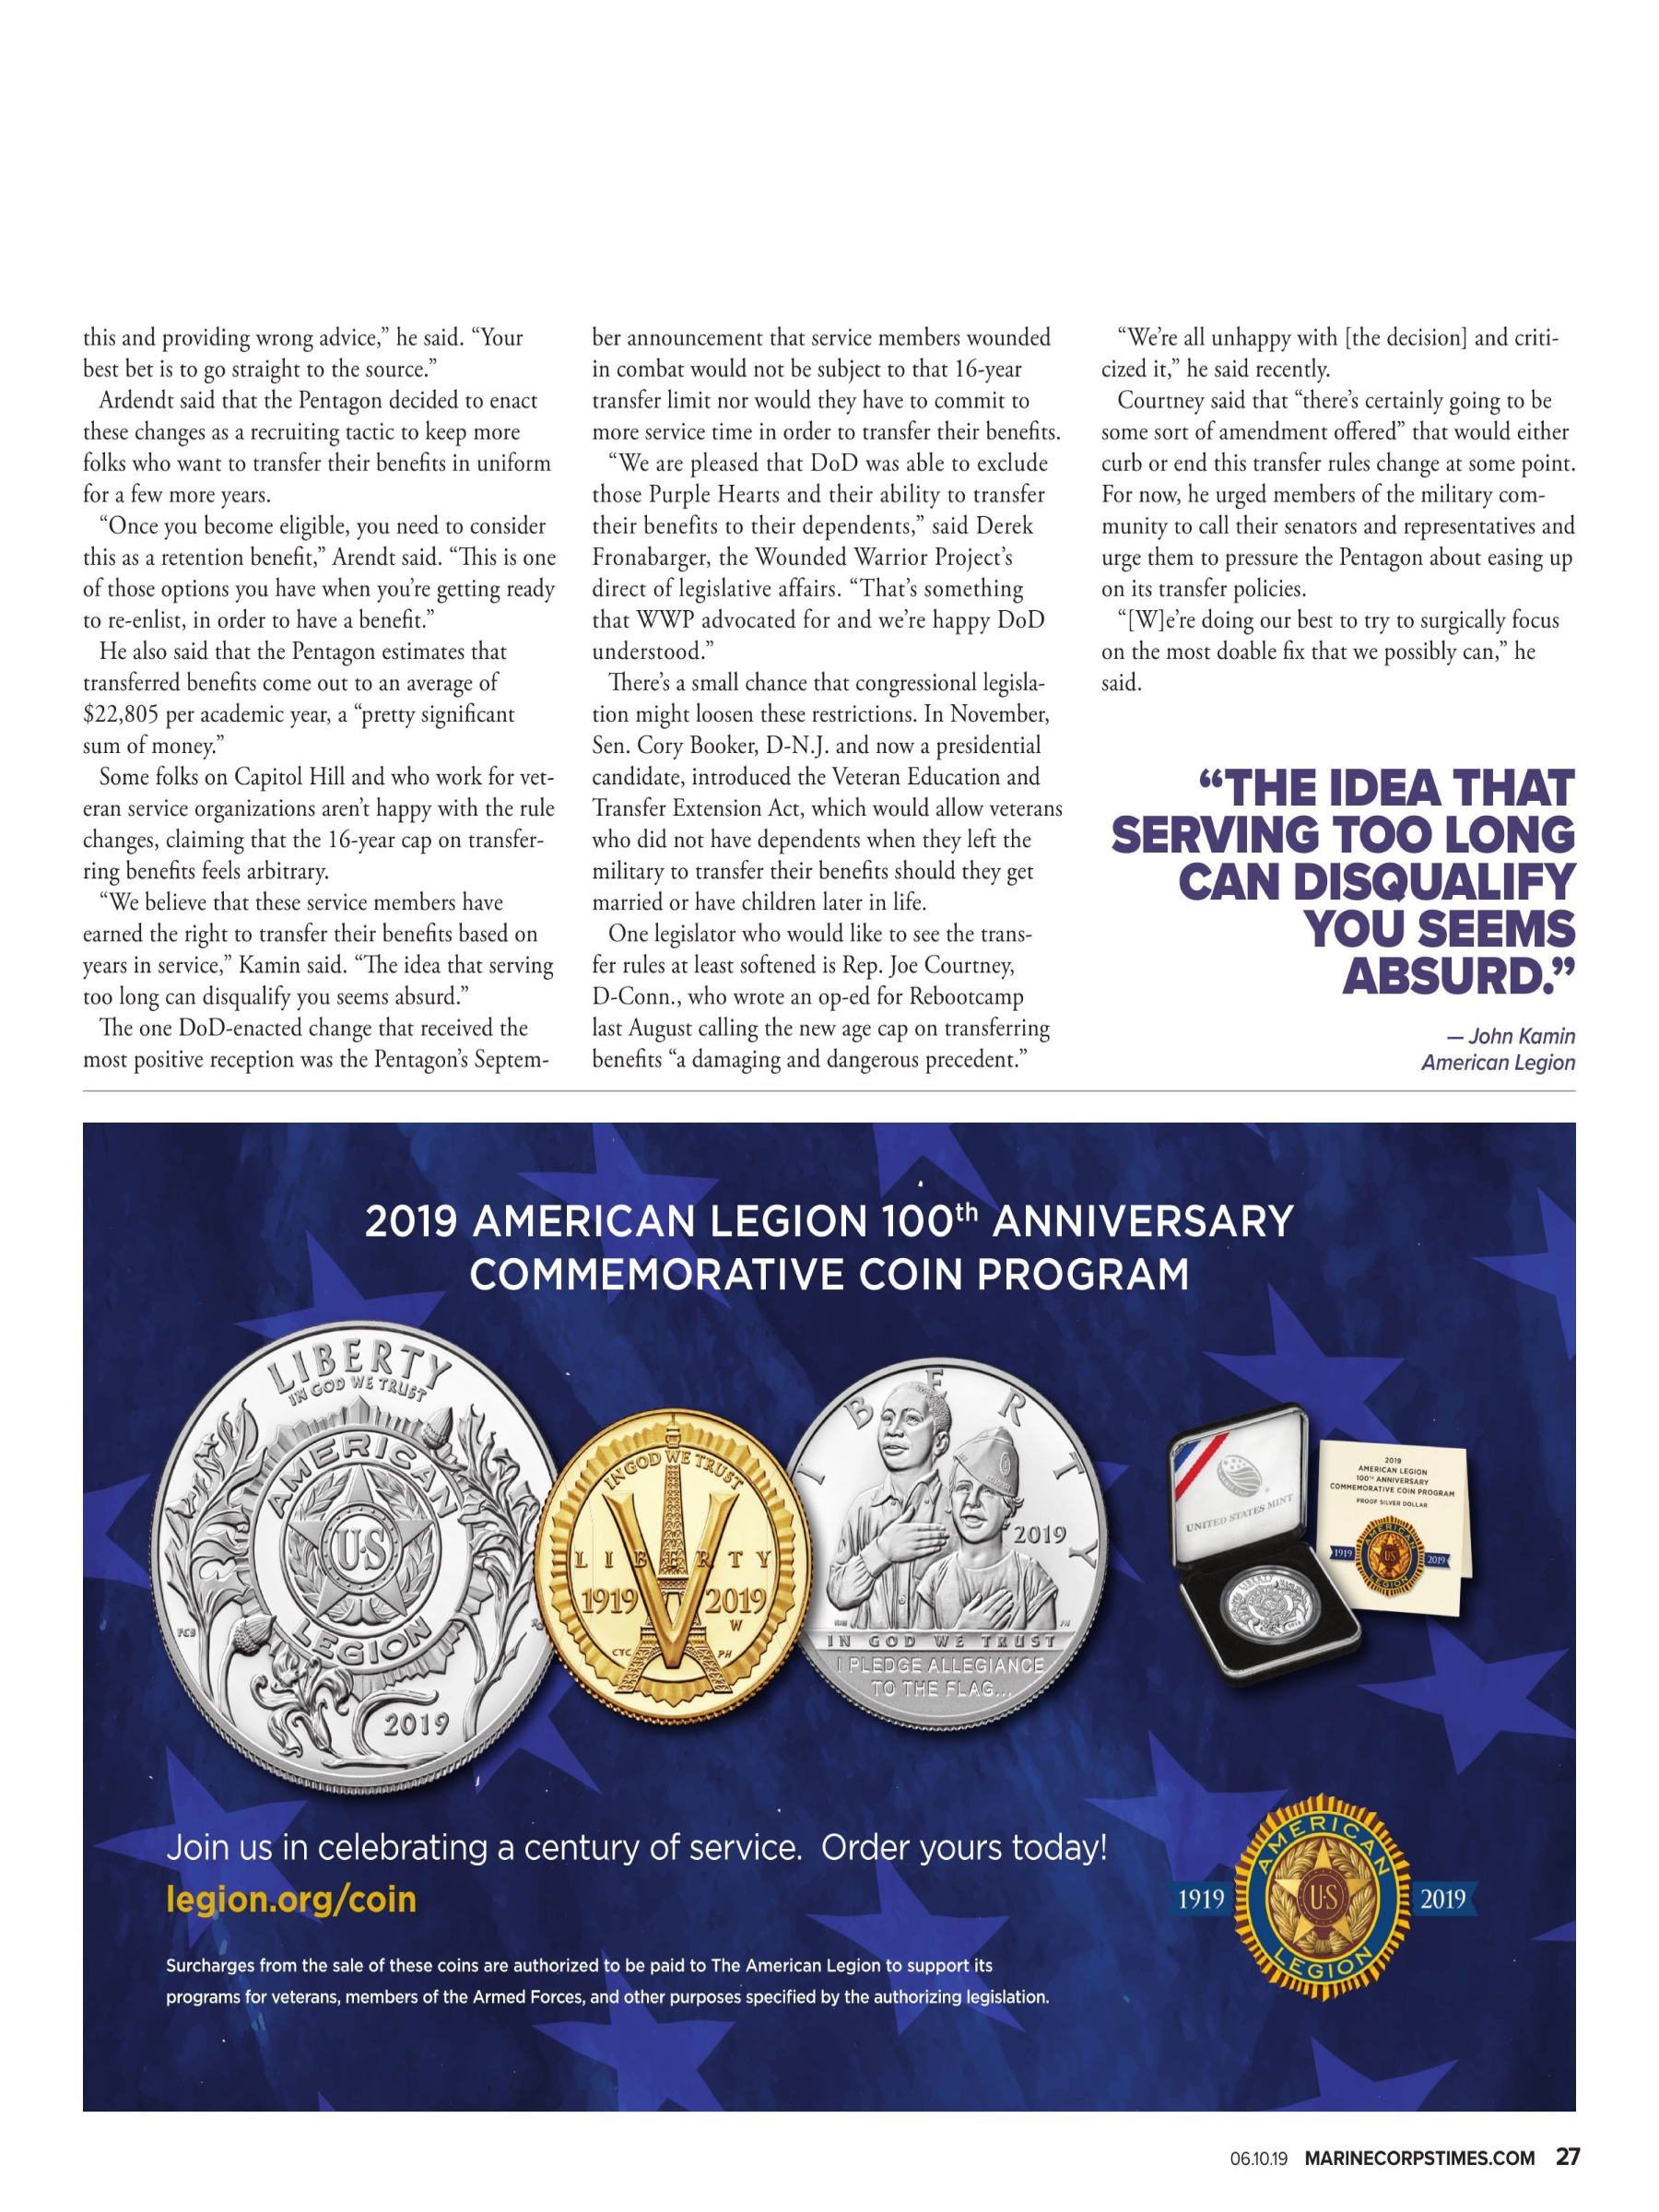 this and providing wrong advice,” he said. “Your
best bet is to go straight to the source.”
Ardendt said that the Pentagon decided to enact
these changes as a recruiting tactic to keep more
folks who want to transfer their benefits in uniform
for a few more years.
“Once you become eligible, you need to consider
this as a retention benefit,” Arendt said. “This is one
of those options you have when you’re getting ready
to re-enlist, in order to have a benefit.”
He also said that the Pentagon estimates that
transferred benefits come out to an average of
$22,805 per academic year, a “pretty significant
sum of money.”
Some folks on Capitol Hill and who work for vet-
eran service organizations aren’t happy with the rule
changes, claiming that the 16-year cap on transfer-
ring benefits feels arbitrary.
“We believe that these service members have
earned the right to transfer their benefits based on
years in service,” Kamin said. “The idea that serving
too long can disqualify you seems absurd.”
The one DoD-enacted change that received the
most positive reception was the Pentagon’s Septem-
ber announcement that service members wounded
in combat would not be subject to that 16-year
transfer limit nor would they have to commit to
more service time in order to transfer their benefits.
“We are pleased that DoD was able to exclude
those Purple Hearts and their ability to transfer
their benefits to their dependents,” said Derek
Fronabarger, the Wounded Warrior Project’s
direct of legislative affairs. “That’s something
that WWP advocated for and we’re happy DoD
understood.”
There’s a small chance that congressional legisla-
tion might loosen these restrictions. In November,
Sen. Cory Booker, D-N.J. and now a presidential
candidate, introduced the Veteran Education and
Transfer Extension Act, which would allow veterans
who did not have dependents when they left the
military to transfer their benefits should they get
married or have children later in life.
One legislator who would like to see the trans-
fer rules at least softened is Rep. Joe Courtney,
D-Conn., who wrote an op-ed for Rebootcamp
last August calling the new age cap on transferring
benefits “a damaging and dangerous precedent.”
“We’re all unhappy with [the decision] and criti-
cized it,” he said recently.
Courtney said that “there’s certainly going to be
some sort of amendment offered” that would either
curb or end this transfer rules change at some point.
For now, he urged members of the military com-
munity to call their senators and representatives and
urge them to pressure the Pentagon about easing up
on its transfer policies.
“[W]e’re doing our best to try to surgically focus
on the most doable fix that we possibly can,” he
said.
“THE IDEA THAT
SERVING TOO LONG
CAN DISQUALIFY
YOU SEEMS
ABSURD.”
— John Kamin
American Legion
2019 AMERICAN LEGION 100th ANNIVERSARY
COMMEMORATIVE COIN PROGRAM
LIBERTY
IN GOD WE TRUST
AMERICAN
U.S
LEGION
PCB
2019
IN GOD WE TRUST
LIBERTY
1919 2019
W
CYC PH
LIBERTY
2019
IN GOD WE TRUST
I PLEDGE ALLEGIANCE
TO THE FLAG...
UNITED STATES MINT
2019
AMERICAN LEGION
100TH ANNIVERSARY
COMMEMORATIVE COIN PROGRAM
PROOF SILVER DOLLAR
AMERICAN
1919 US 2019
LEGION
Join us in celebrating a century of service. Order yours today!
legion.org/coin
AMERICAN
1919 U.S 2019
LEGION
Surcharges from the sale of these coins are authorized to be paid to The American Legion to support its
programs for veterans, members of the Armed Forces, and other purposes specified by the authorizing legislation.
06.10.19 MARINECORPSTIMES.COM 27